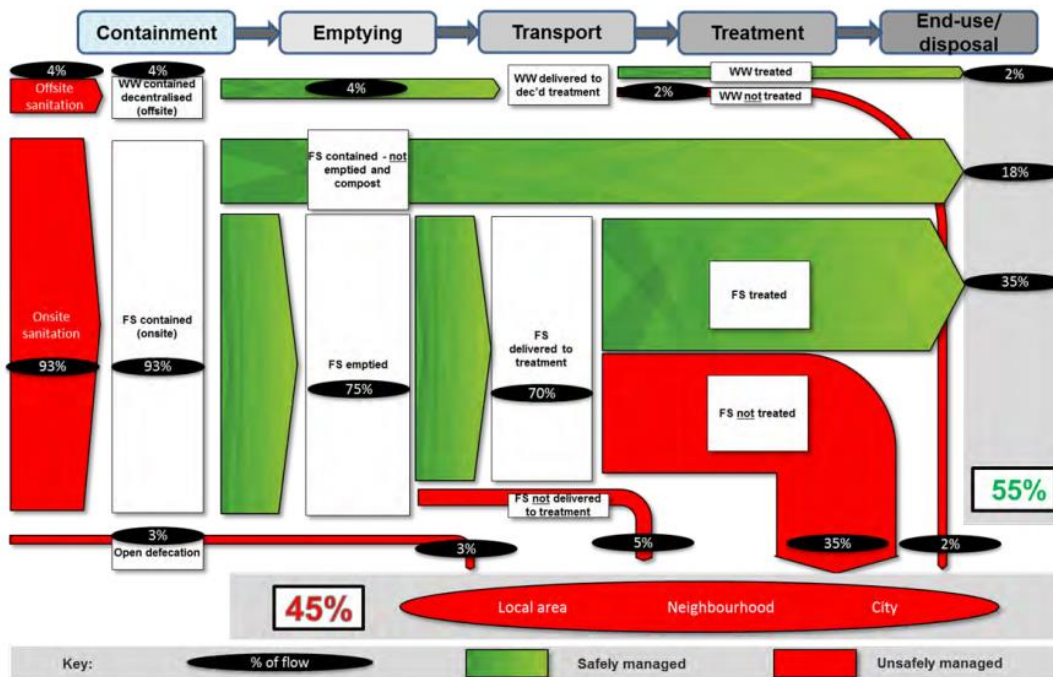 Containment
Emptying
Transport
Treatment
End-use/
disposal
4%
Offsite
sanitation
4%
WW contained
decentralised
(offsite)
4%
WW delivered to
dec'd treatment
WW treated
2%
WW not treated
2%
FS contained - not
emptied and
compost
18%
Onsite
sanitation
93%
FS contained
(onsite)
93%
FS emptied
75%
FS
delivered to
treatment
70%
FS treated
35%
FS not treated
55%
FS not delivered
to treatment
3%
Open defecation
3%
5%
35%
2%
45%
Local area
Neighbourhood
City
Key:
% of flow
Safely managed
Unsafely managed